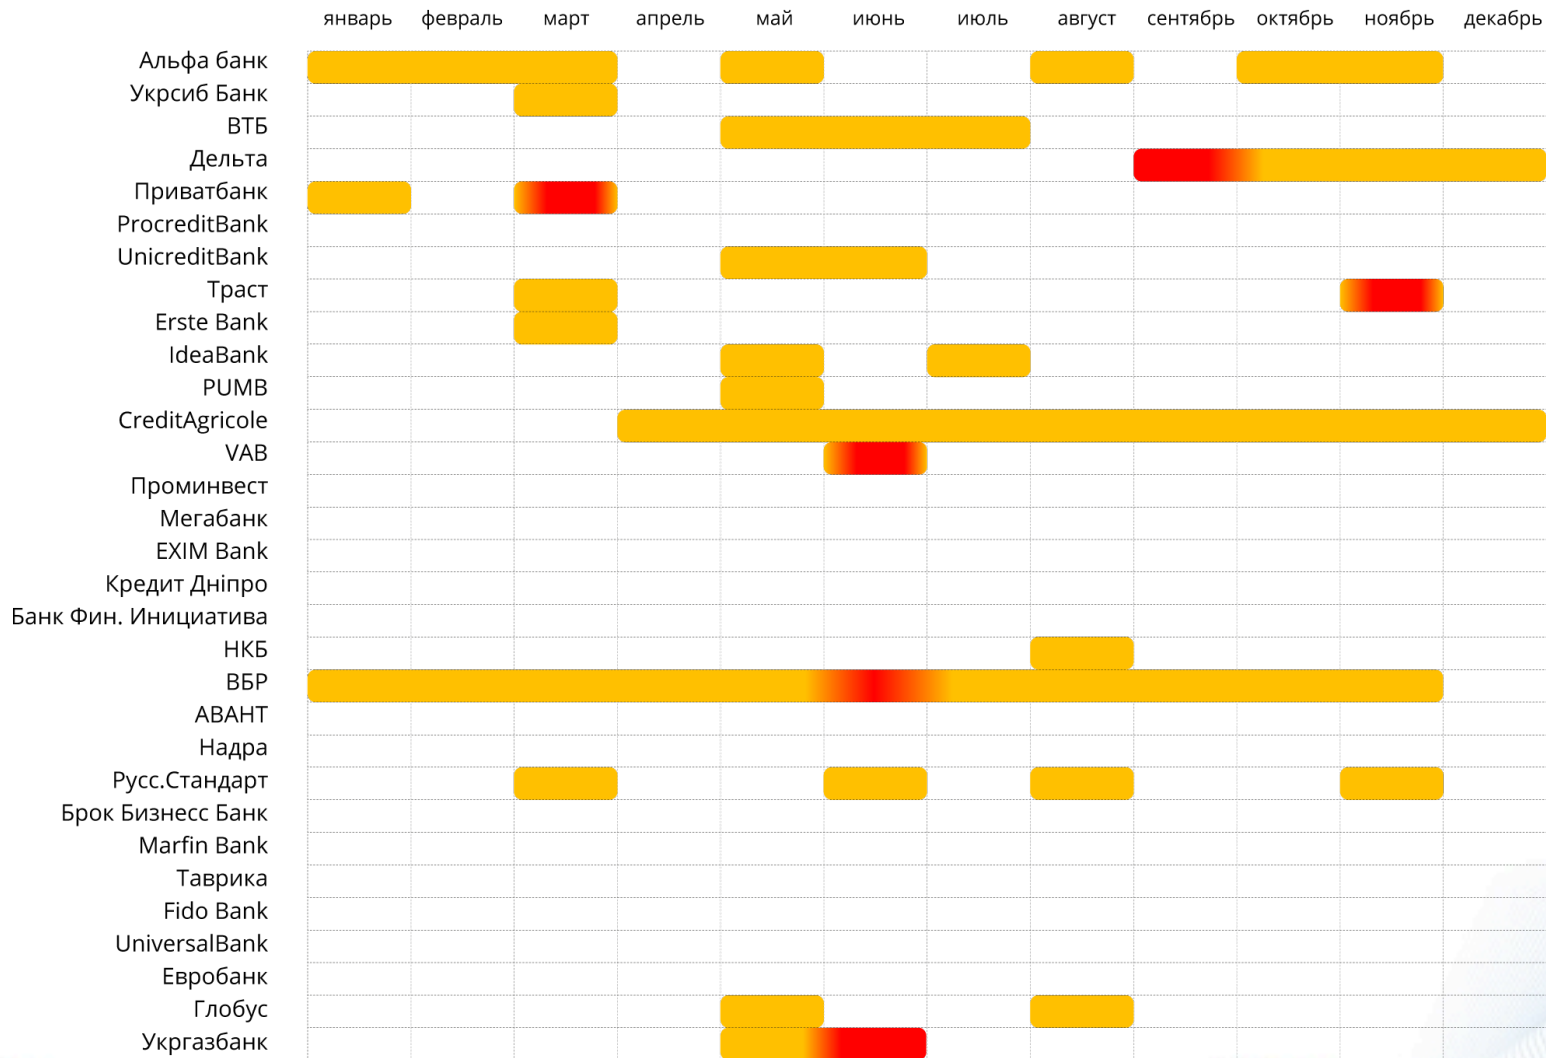 январь февраль март апрель май июнь июль август сентябрь октябрь ноябрь декабрь
Альфа банк
Укрсиб Банк
ВТБ
Дельта
Приватбанк
ProcreditBank
UnicreditBank
Траст
Erste Bank
IdeaBank
PUMB
CreditAgricole
VAB
Проминвест
Мегабанк
EXIM Bank
Кредит Дніпро
Банк Фин. Инициатива
НКБ
ВБР
АВАНТ
Надра
Русс.Стандарт
Брок Бизнесс Банк
Marfin Bank
Таврика
Fido Bank
UniversalBank
Евробанк
Глобус
Укргазбанк